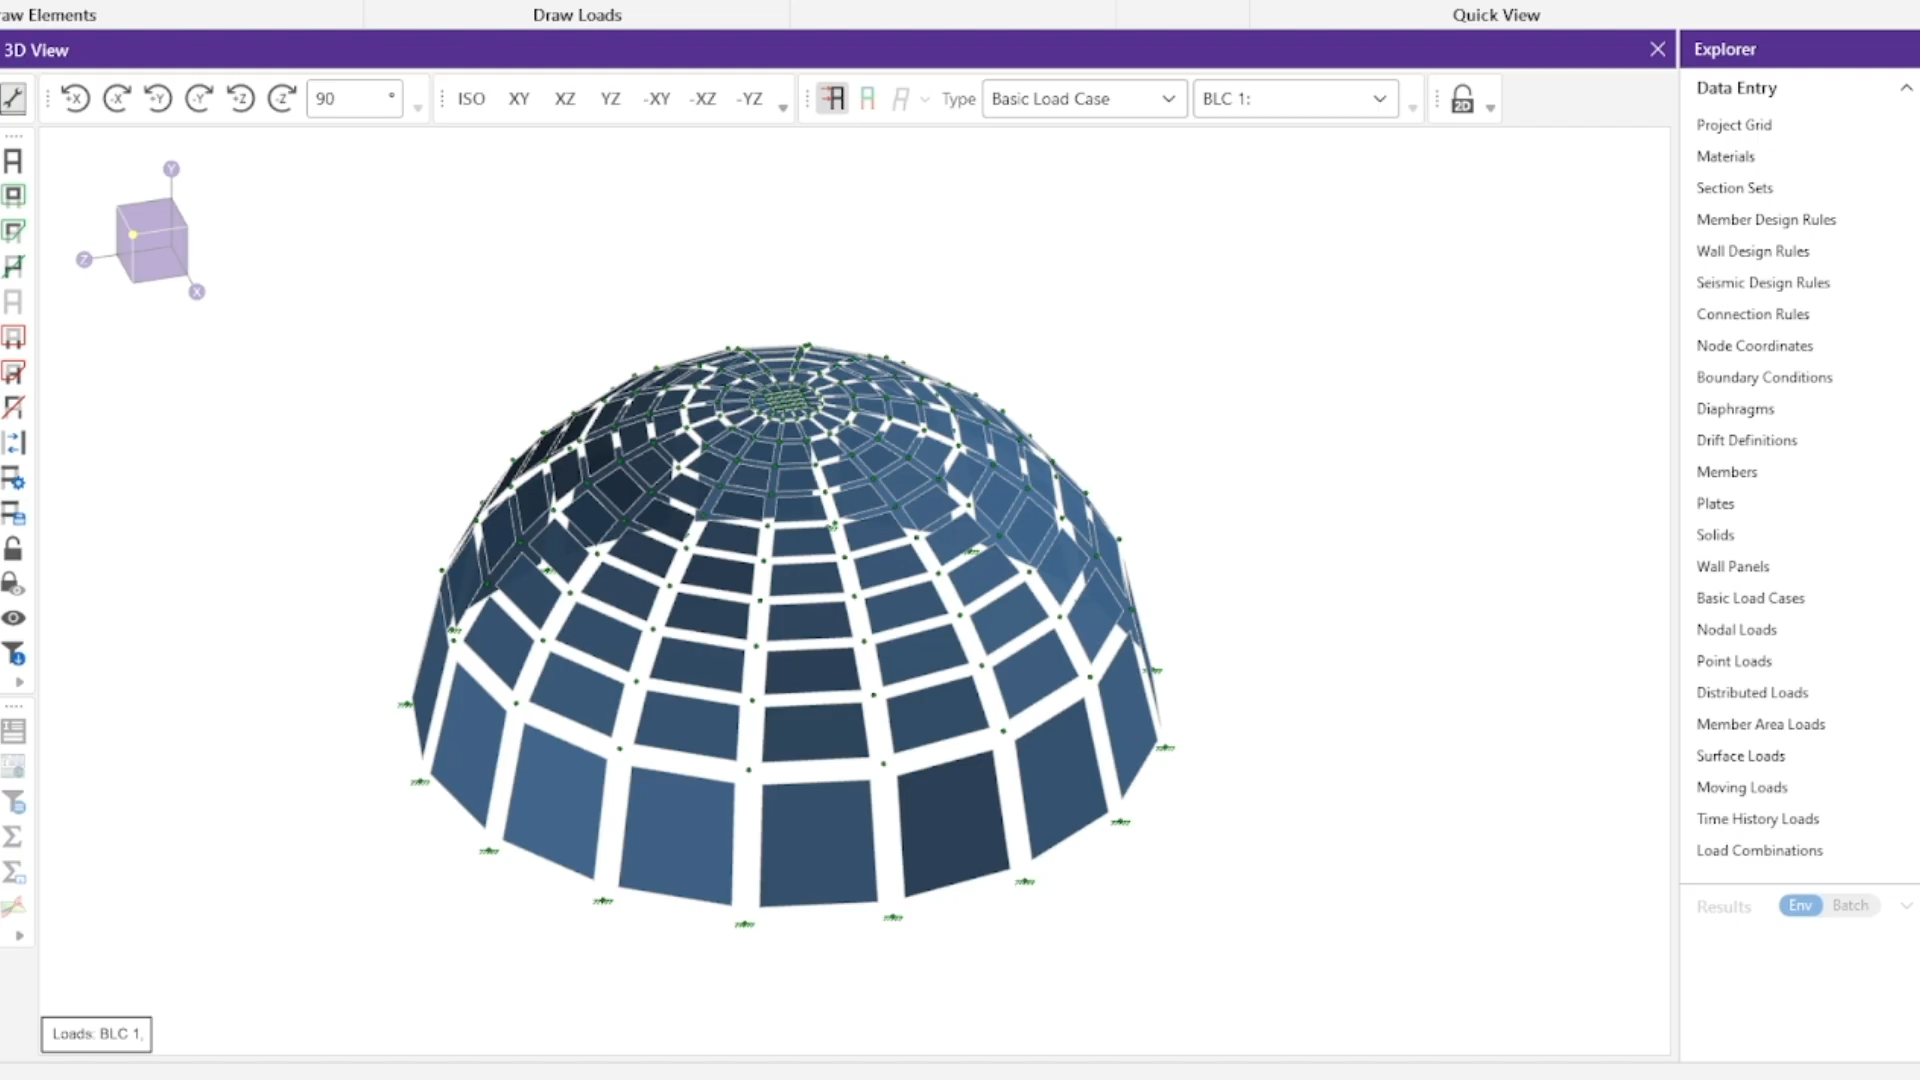 raw Elements
Draw Loads
Quick View
3D View
Explorer
X
-X
Y
-Y
Z
-Z
90 °
ISO
XY
XZ
YZ
-XY
-XZ
-YZ
Type
Basic Load Case
BLC 1:
2D
Y
Z
X
Data Entry
Project Grid
Materials
Section Sets
Member Design Rules
Wall Design Rules
Seismic Design Rules
Connection Rules
Node Coordinates
Boundary Conditions
Diaphragms
Drift Definitions
Members
Plates
Solids
Wall Panels
Basic Load Cases
Nodal Loads
Point Loads
Distributed Loads
Member Area Loads
Surface Loads
Moving Loads
Time History Loads
Load Combinations
Results
Env
Batch
Loads: BLC 1,